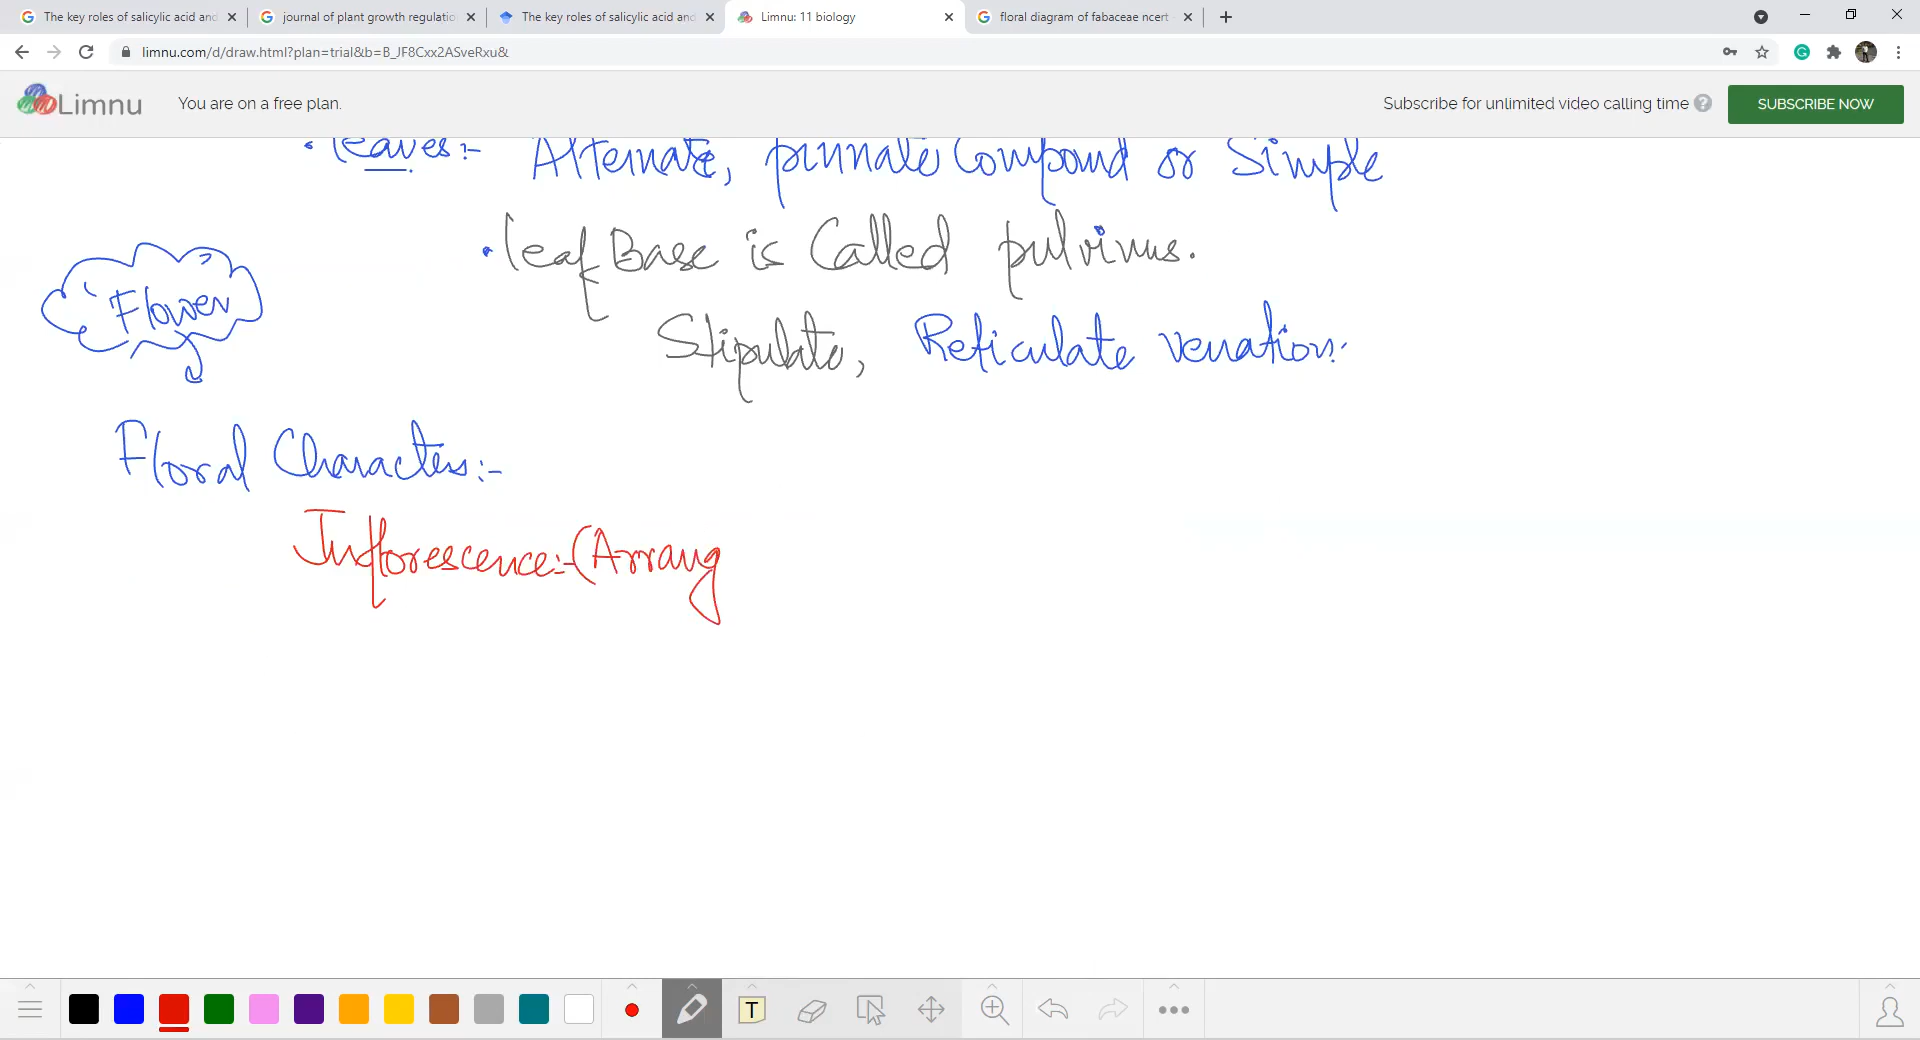 The key roles of salicylic acid and
journal of plant growth regulatio
The key roles of salicylic acid and
Limnu: 11 biology
floral diagram of fabaceae ncert
limnu.com/d/draw.html?plan=trial&b=B_JF8Cxx2ASveRxu&
Limnu
You are on a free plan.
Subscribe for unlimited video calling time ?
SUBSCRIBE NOW
• leaves:- Alternate, pinnate Compound or Simple
• leaf Base is Called pulvinus.
Flower
Stipulate, Reticulate venation:-
Floral Characters:-
Inflorescence:-(Arrang
T